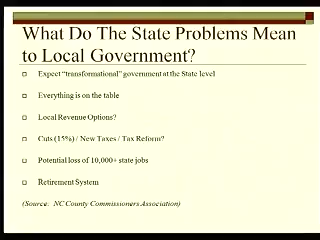 What Do The State Problems Mean
to Local Government?
Expect "transformational" government at the State level
Everything is on the table
Local Revenue Options?
Cuts (15%) / New Taxes / Tax Reform?
Potential loss of 10,000+ state jobs
Retirement System
(Source: NC County Commissioners Association)